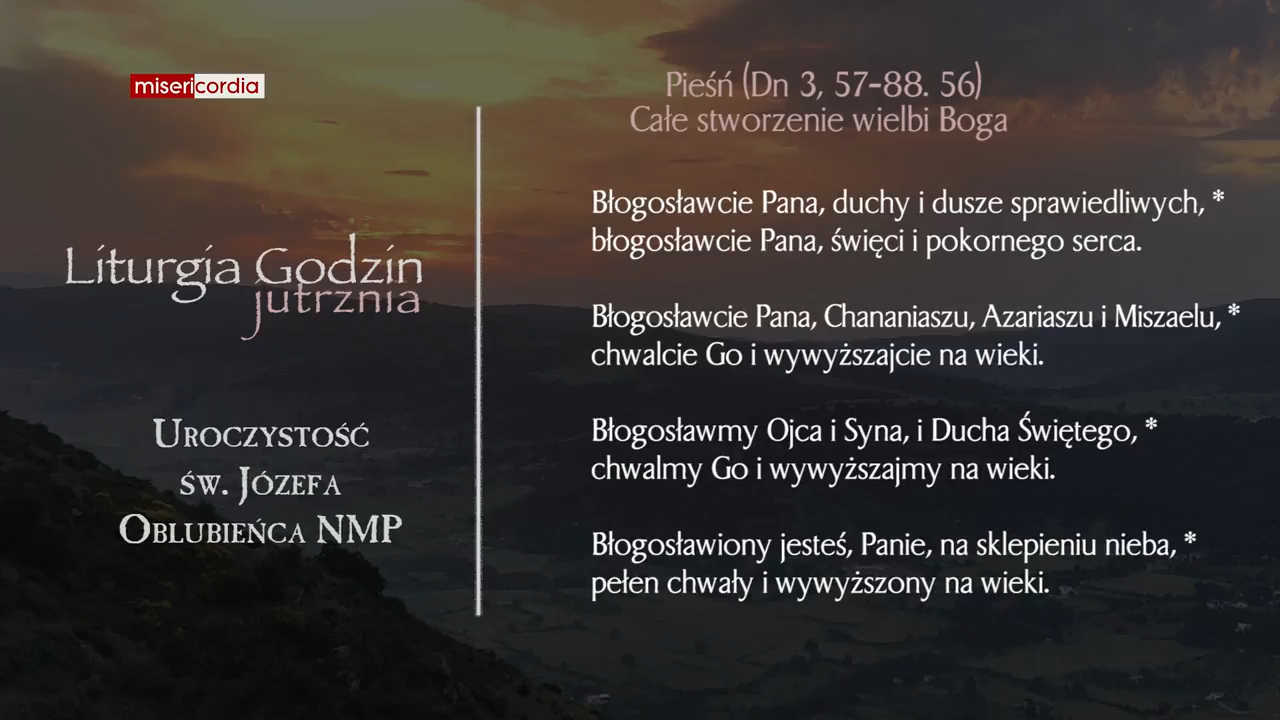 misericordia
Liturgia Godzin
jutrznia
Uroczystość
św. Józefa
Oblubieńca NMP
Pieśń (Dn 3, 57-88. 56)
Całe stworzenie wielbi Boga
Błogosławcie Pana, duchy i dusze sprawiedliwych, *
błogosławcie Pana, święci i pokornego serca.
Błogosławcie Pana, Chananiaszu, Azariaszu i Miszaelu, *
chwalcie Go i wywyższajcie na wieki.
Błogosławmy Ojca i Syna, i Ducha Świętego, *
chwalmy Go i wywyższajmy na wieki.
Błogosławiony jesteś, Panie, na sklepieniu nieba, *
pełen chwały i wywyższony na wieki.